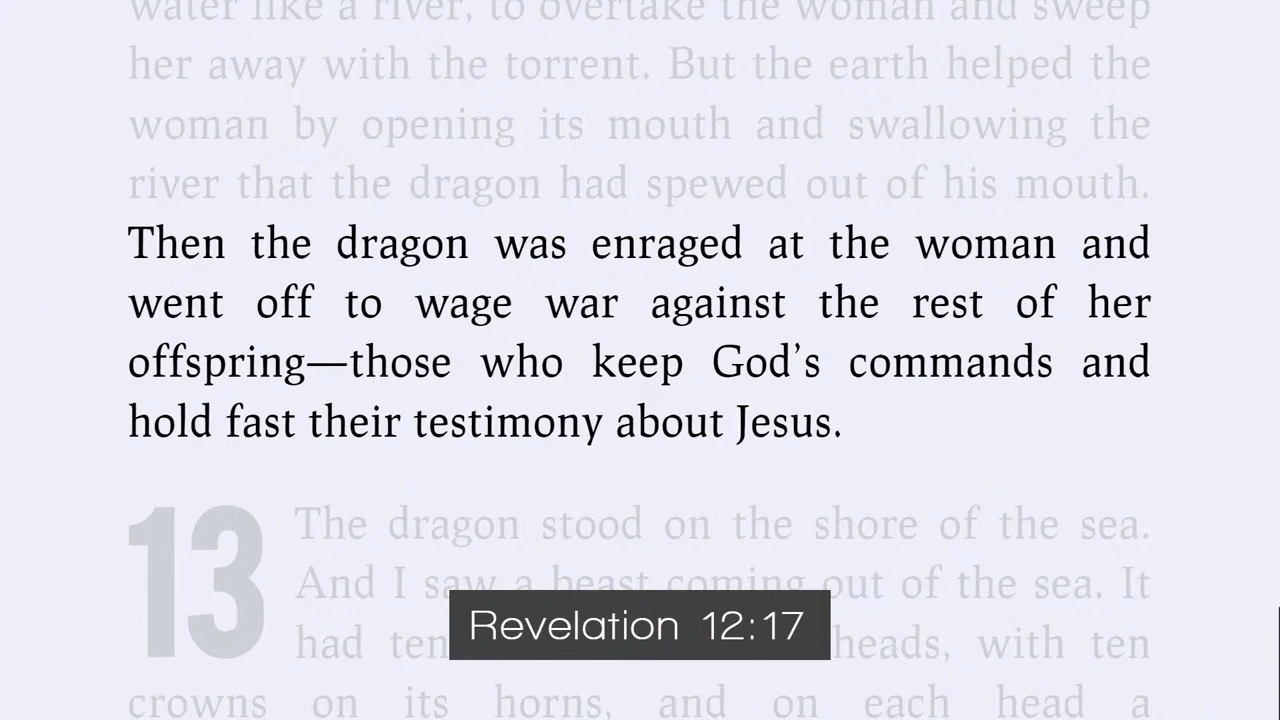 water like a river, to overtake the woman and sweep
her away with the torrent. But the earth helped the
woman by opening its mouth and swallowing the
river that the dragon had spewed out of his mouth.
Then the dragon was enraged at the woman and
went off to wage war against the rest of her
offspring—those who keep God’s commands and
hold fast their testimony about Jesus.
13 The dragon stood on the shore of the sea.
And I saw a beast coming out of the sea. It
had ten heads, with ten
Revelation 12:17
crowns on its horns, and on each head a